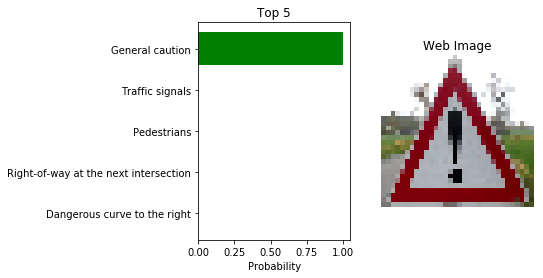 Top 5
General caution
Traffic signals
Pedestrians
Right-of-way at the next intersection
Dangerous curve to the right
0.00 0.25 0.50 0.75 1.00
Probability
Web Image